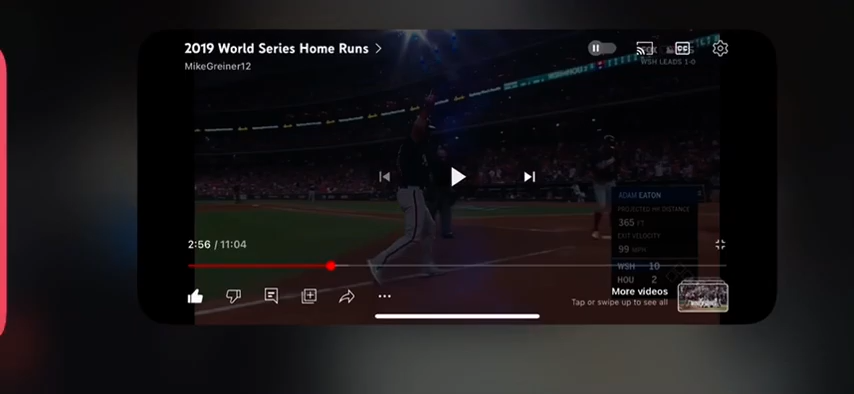 2019 World Series Home Runs
MikeGreiner12
CC
WSH LEADS 1-0
ADAM EATON
PROJECTED HR DISTANCE
365 FT
EXIT VELOCITY
99 MPH
WSH 10
HOU 2
2:56 / 11:04
More videos
Tap or swipe up to see all